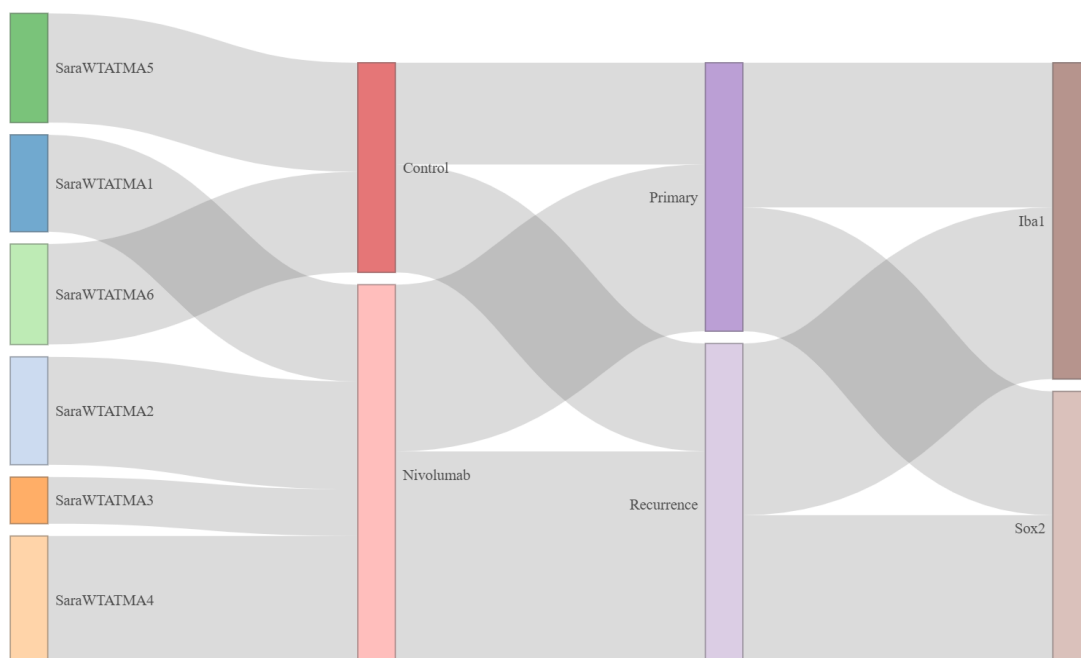 SaraWTATMA5
SaraWTATMA1
SaraWTATMA6
SaraWTATMA2
SaraWTATMA3
SaraWTATMA4
Control
Nivolumab
Primary
Recurrence
Iba1
Sox2